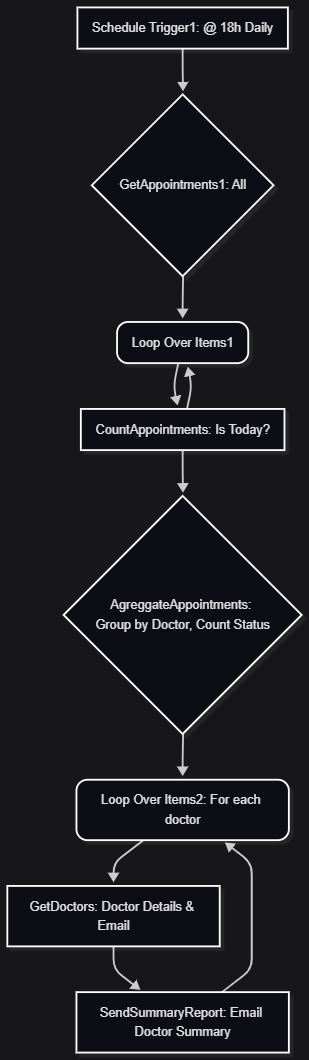 Schedule Trigger1: @ 18h Daily
GetAppointments1: All
Loop Over Items1
CountAppointments: Is Today?
AgreggateAppointments:
Group by Doctor, Count Status
Loop Over Items2: For each
doctor
GetDoctors: Doctor Details &
Email
SendSummaryReport: Email
Doctor Summary